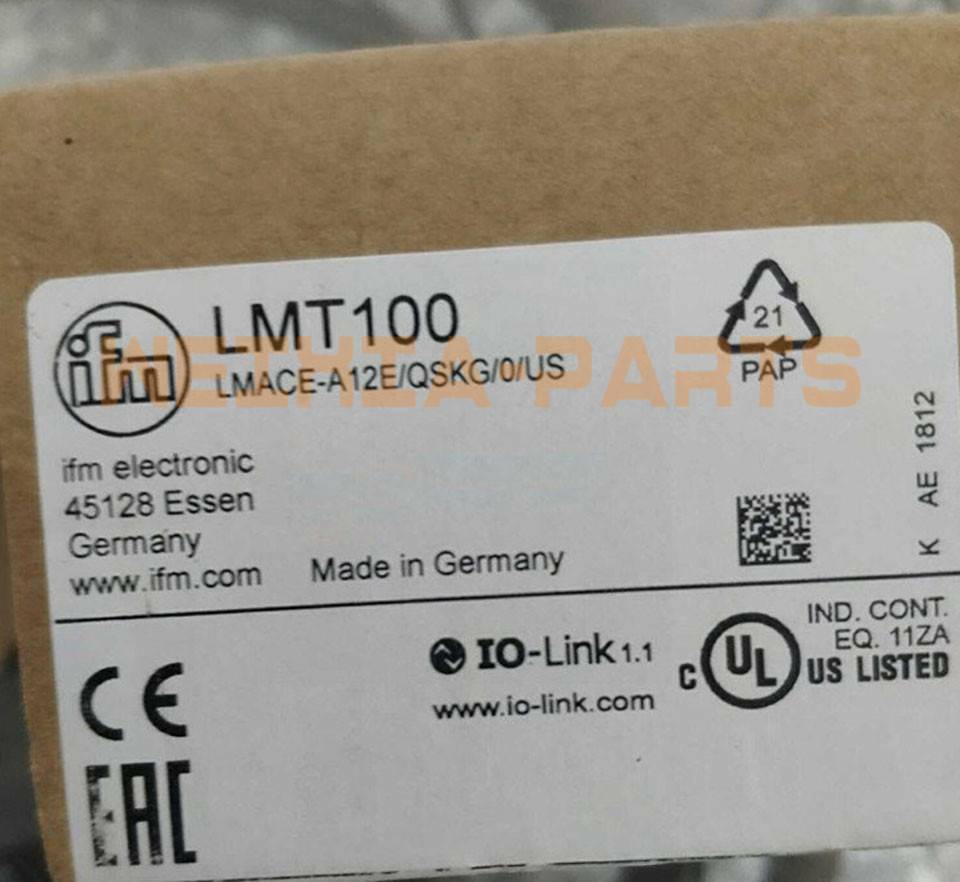 ifm
LMT100
LMACE-A12E/QSKG/0/US
WEIXIA PARTS
21
PAP
ifm electronic
45128 Essen
Germany
www.ifm.com
Made in Germany
K AE 1812
CE
EAC
IO-Link 1.1
www.io-link.com
C UL US LISTED
IND. CONT.
EQ. 11ZA